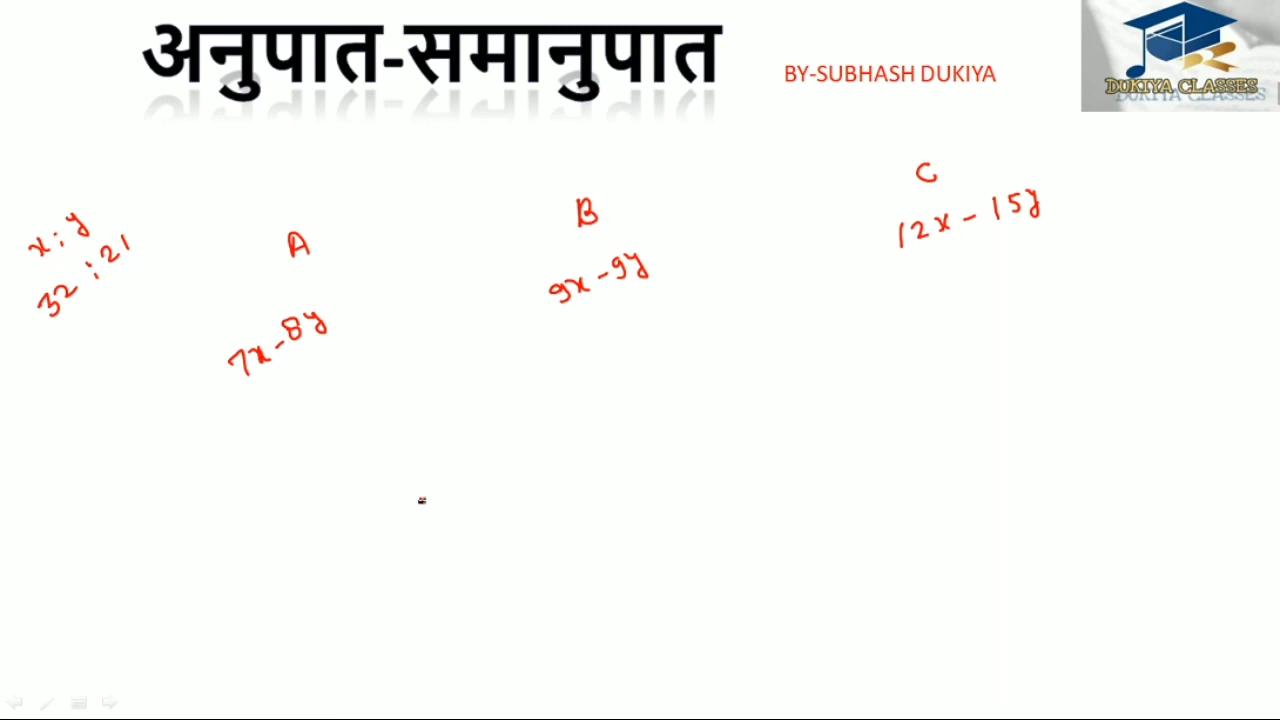 अनुपात-समानुपात
BY-SUBHASH DUKIYA
DUKIYA CLASSES
x : y
32 : 21
A
7x - 8y
B
9x - 9y
C
12x - 15y